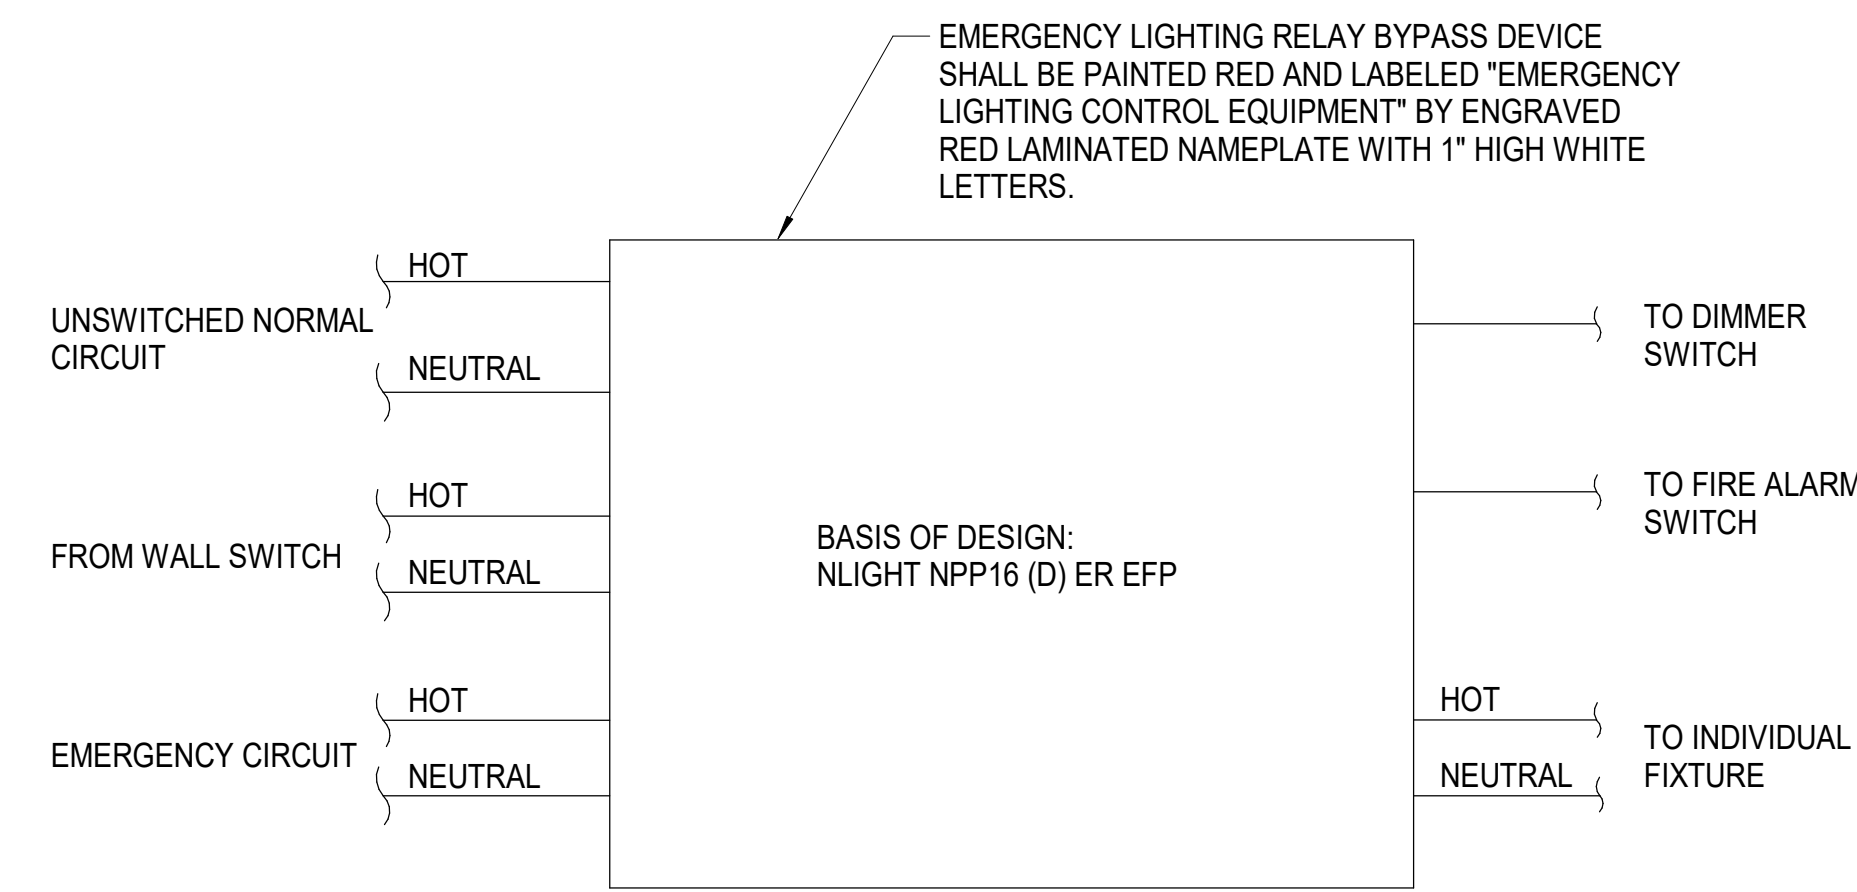 EMERGENCY LIGHTING RELAY BYPASS DEVICE
SHALL BE PAINTED RED AND LABELED "EMERGENCY
LIGHTING CONTROL EQUIPMENT" BY ENGRAVED
RED LAMINATED NAMEPLATE WITH 1" HIGH WHITE
LETTERS.
HOT
UNSWITCHED NORMAL
CIRCUIT
NEUTRAL
HOT
FROM WALL SWITCH
NEUTRAL
HOT
EMERGENCY CIRCUIT
NEUTRAL
BASIS OF DESIGN:
NLIGHT NPP16 (D) ER EFP
TO DIMMER
SWITCH
TO FIRE ALARM
SWITCH
HOT
NEUTRAL
TO INDIVIDUAL
FIXTURE